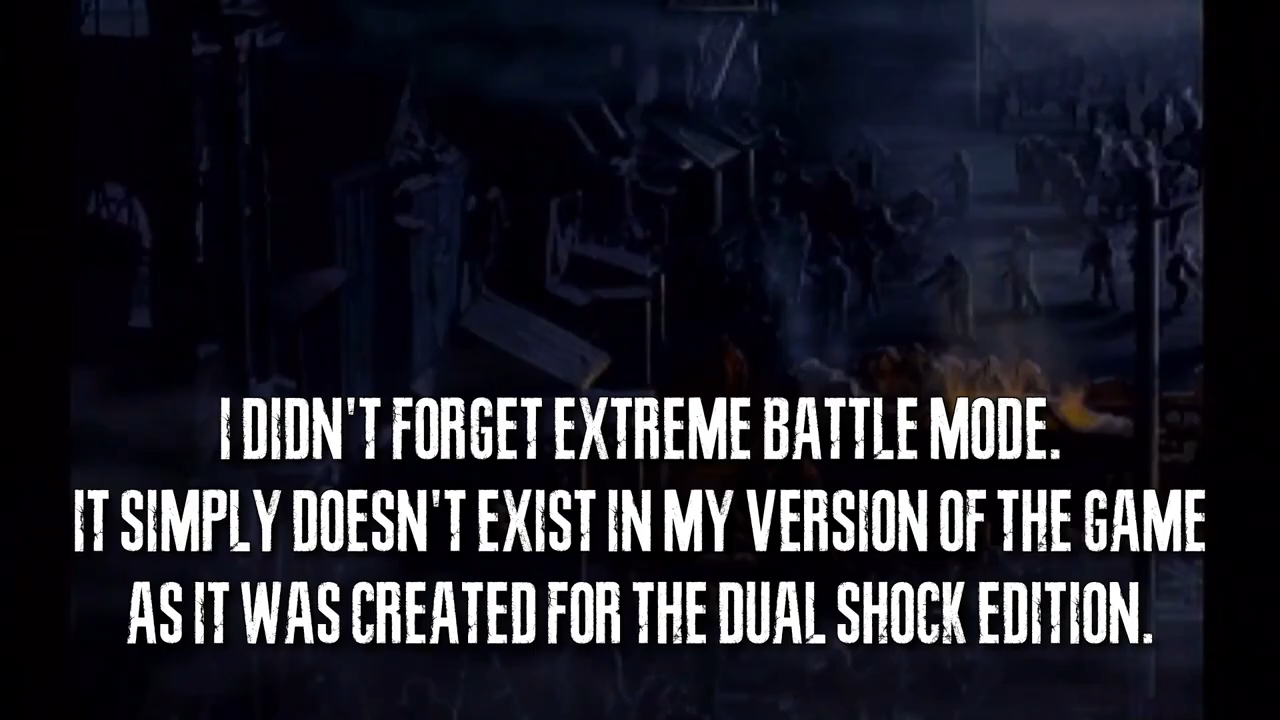 I DIDN'T FORGET EXTREME BATTLE MODE.
IT SIMPLY DOESN'T EXIST IN MY VERSION OF THE GAME
AS IT WAS CREATED FOR THE DUAL SHOCK EDITION.